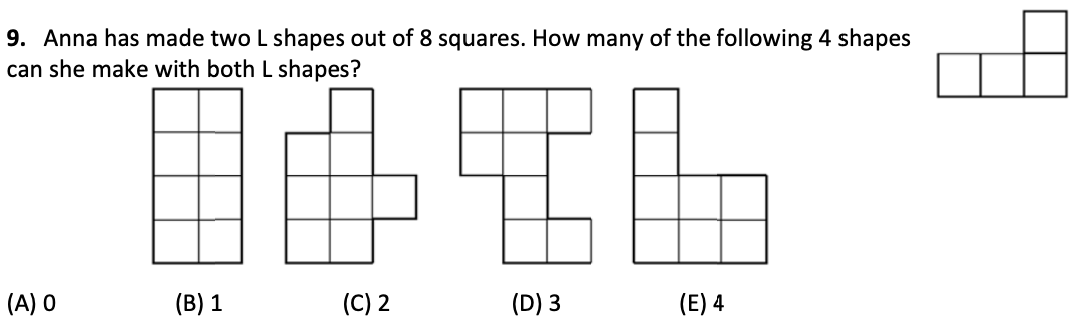 9. Anna has made two L shapes out of 8 squares. How many of the following 4 shapes
can she make with both L shapes?
(A) 0 (B) 1 (C) 2 (D) 3 (E) 4